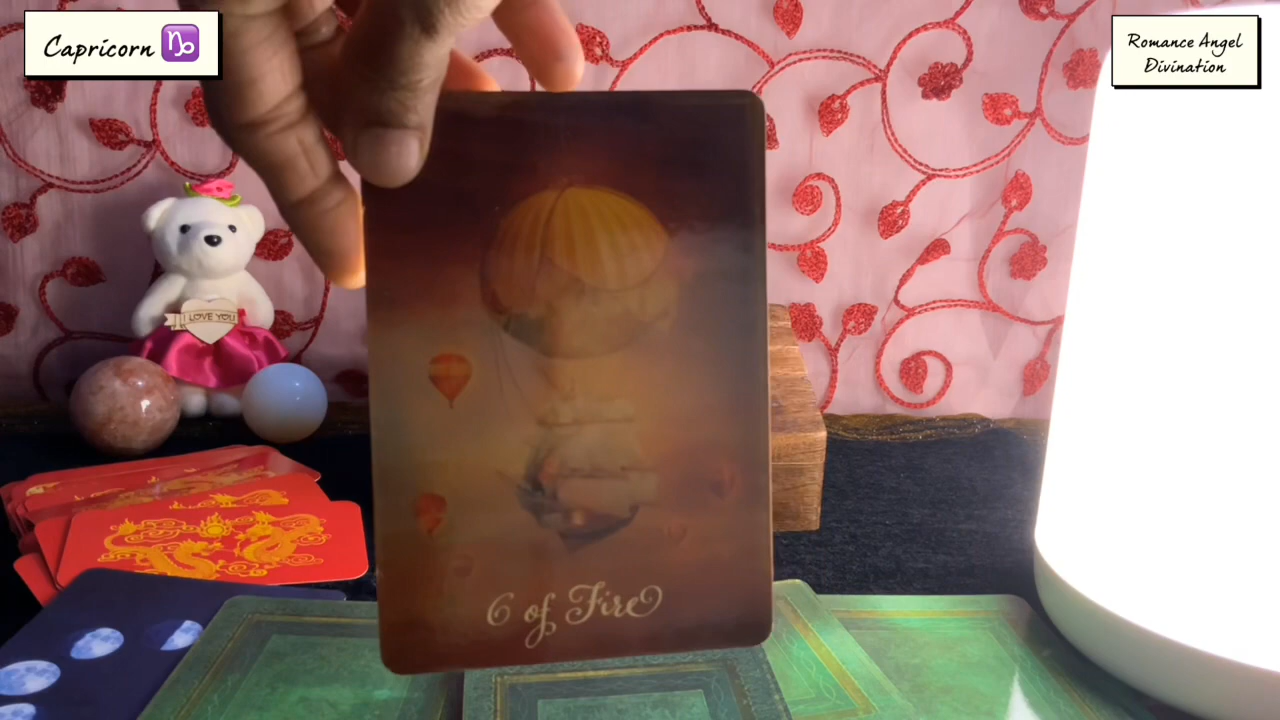 Capricorn ♑
Romance Angel
Divination
I LOVE YOU
6 of Fire